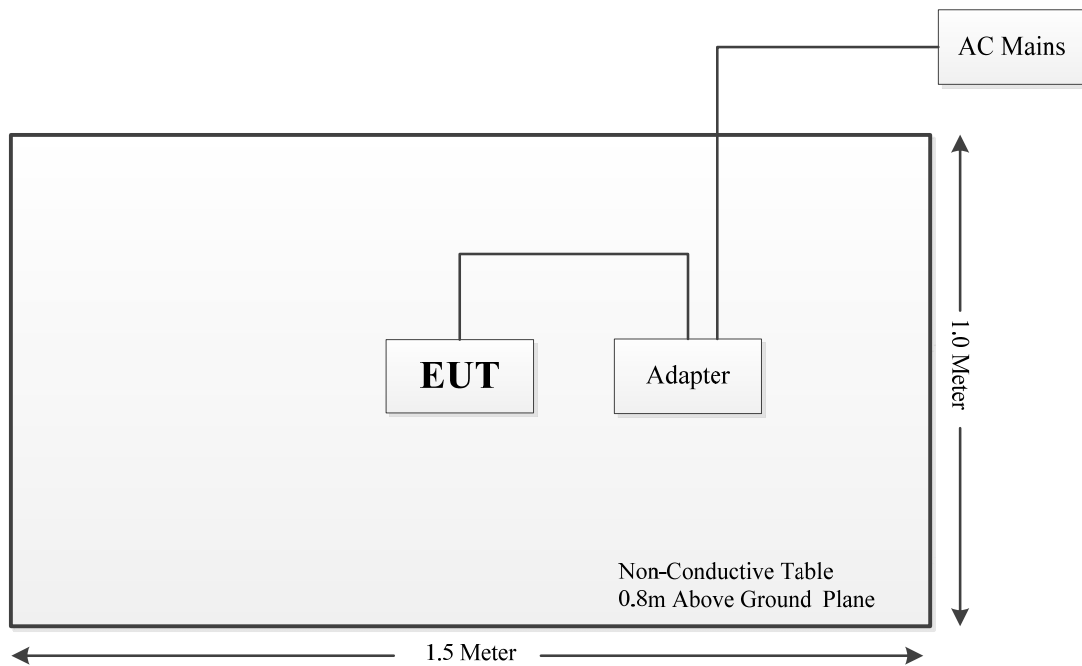 AC Mains
EUT
Adapter
1.0 Meter
Non-Conductive Table
0.8m Above Ground Plane
1.5 Meter